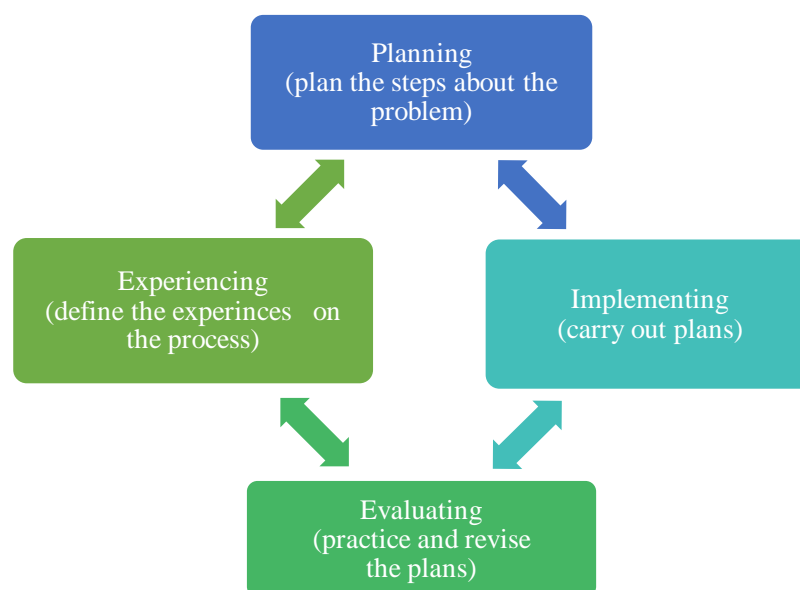 Planning
(plan the steps about the
problem)
Experiencing
(define the experinces on
the process)
Implementing
(carry out plans)
Evaluating
(practice and revise
the plans)